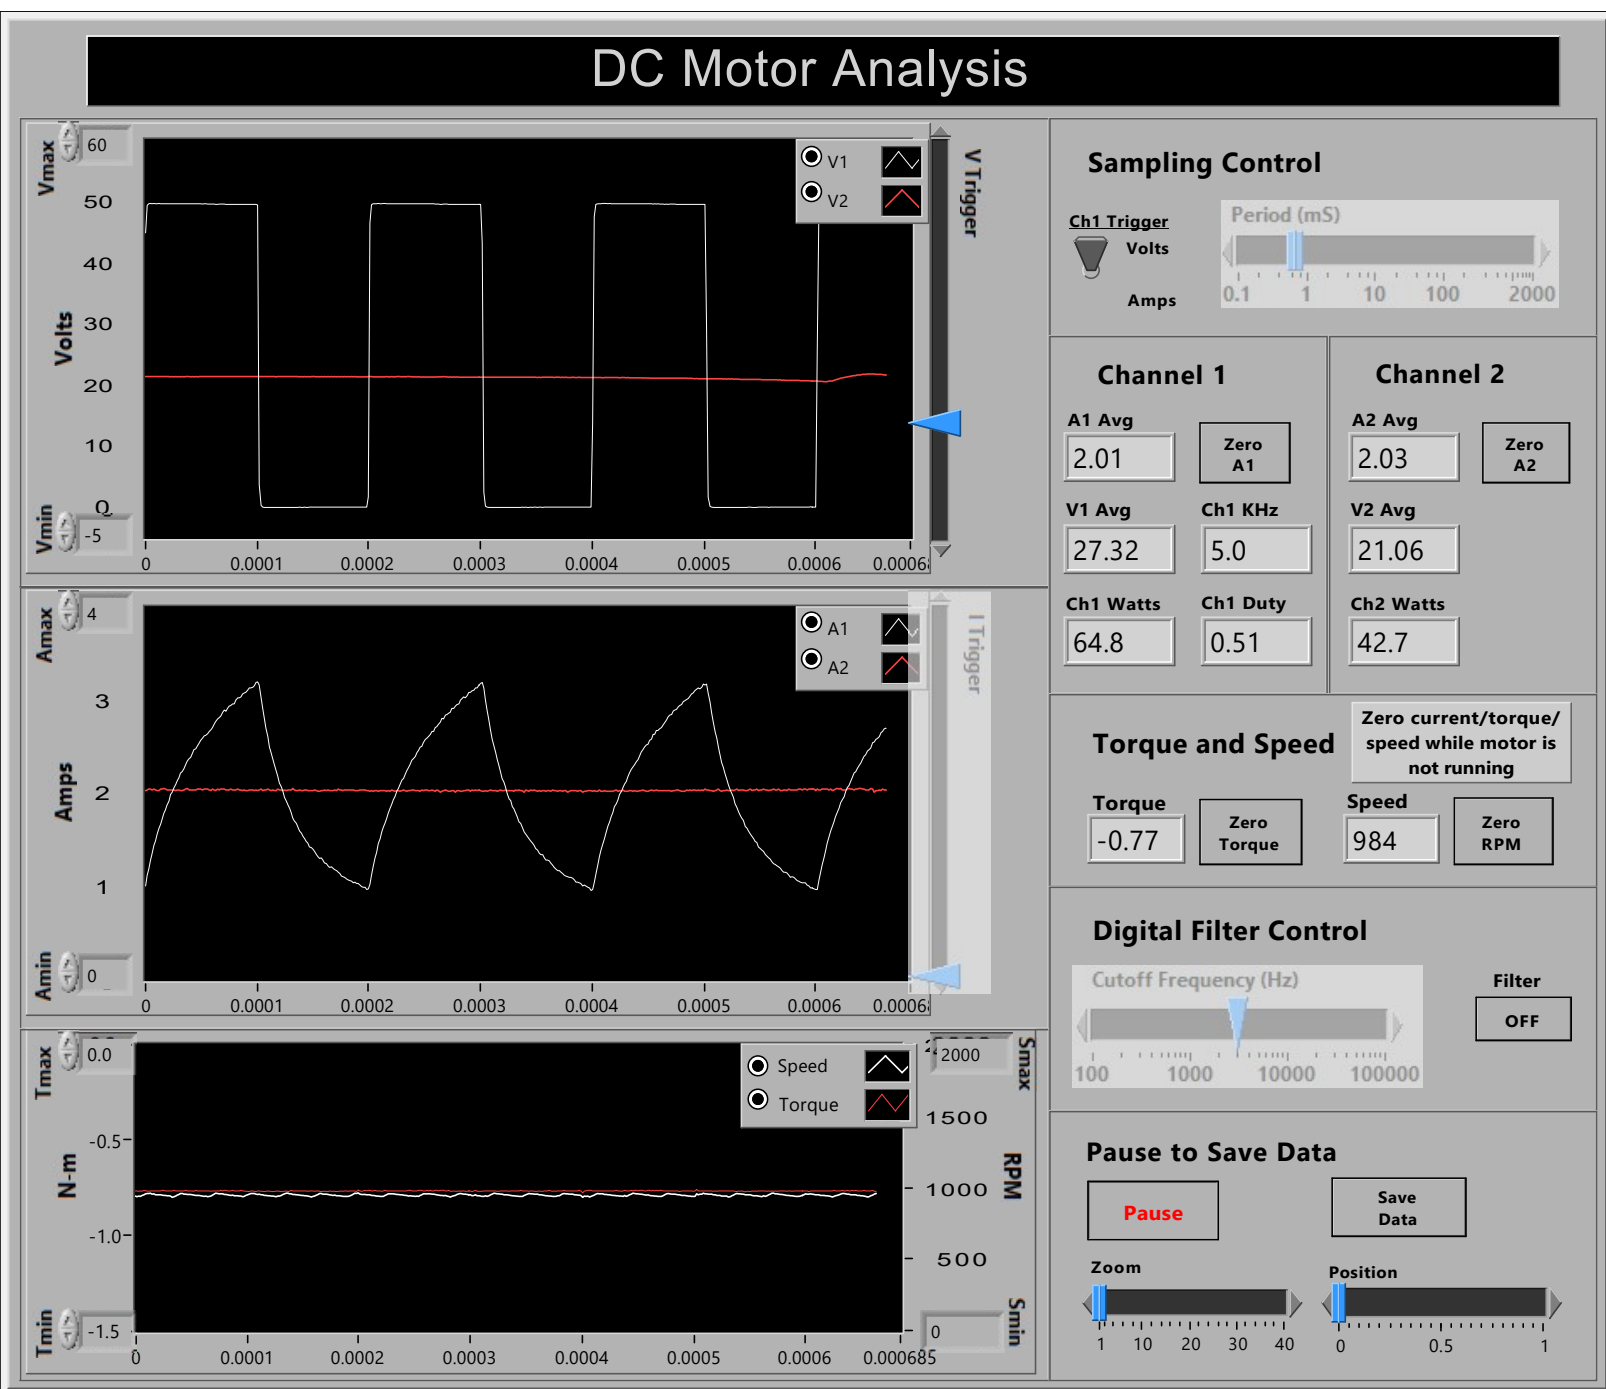 DC Motor Analysis
Vmax
60
50
40
30
20
10
0
Vmin
-5
Volts
V1
V2
V Trigger
0 0.0001 0.0002 0.0003 0.0004 0.0005 0.0006
Amax
4
3
2
1
Amin
0
Amps
A1
A2
I Trigger
0 0.0001 0.0002 0.0003 0.0004 0.0005 0.0006
Tmax
0.0
-0.5
-1.0
Tmin
-1.5
N-m
Speed
Torque
2000
1500
1000
500
0
Smax
RPM
Smin
0 0.0001 0.0002 0.0003 0.0004 0.0005 0.0006 0.000685
Sampling Control
Ch1 Trigger
Volts
Amps
Period (mS)
0.1 1 10 100 2000
Channel 1
A1 Avg
2.01
Zero
A1
V1 Avg
27.32
Ch1 KHz
5.0
Ch1 Watts
64.8
Ch1 Duty
0.51
Channel 2
A2 Avg
2.03
Zero
A2
V2 Avg
21.06
Ch2 Watts
42.7
Torque and Speed
Zero current/torque/
speed while motor is
not running
Torque
-0.77
Zero
Torque
Speed
984
Zero
RPM
Digital Filter Control
Cutoff Frequency (Hz)
100 1000 10000 100000
Filter
OFF
Pause to Save Data
Pause
Save
Data
Zoom
1 10 20 30 40
Position
0 0.5 1